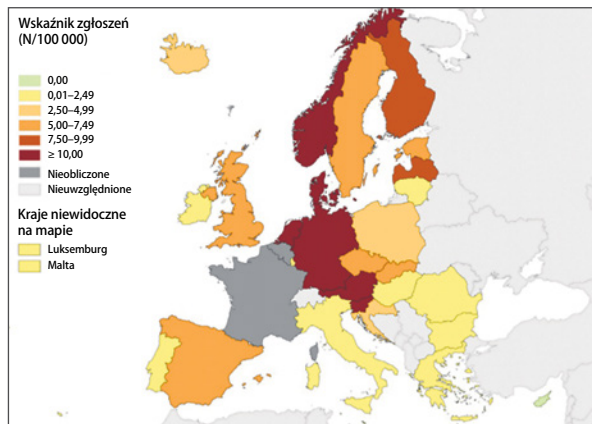 Wskaźnik zgłoszeń
(N/100 000)
0,00
0,01–2,49
2,50–4,99
5,00–7,49
7,50–9,99
≥ 10,00
Nieobliczone
Nieuwzględnione
Kraje niewidoczne
na mapie
Luksemburg
Malta